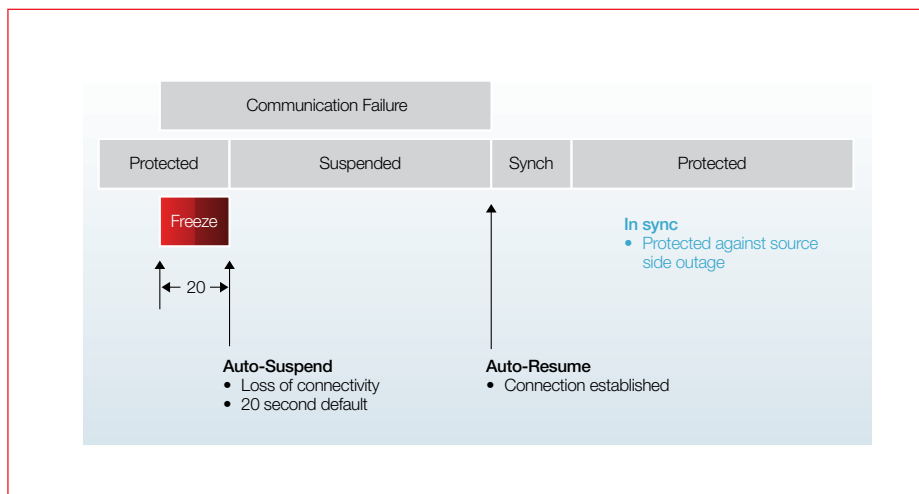 Communication Failure
Protected
Suspended
Synch
Protected
Freeze
In sync
• Protected against source
side outage
20
Auto-Suspend
• Loss of connectivity
• 20 second default
Auto-Resume
• Connection established